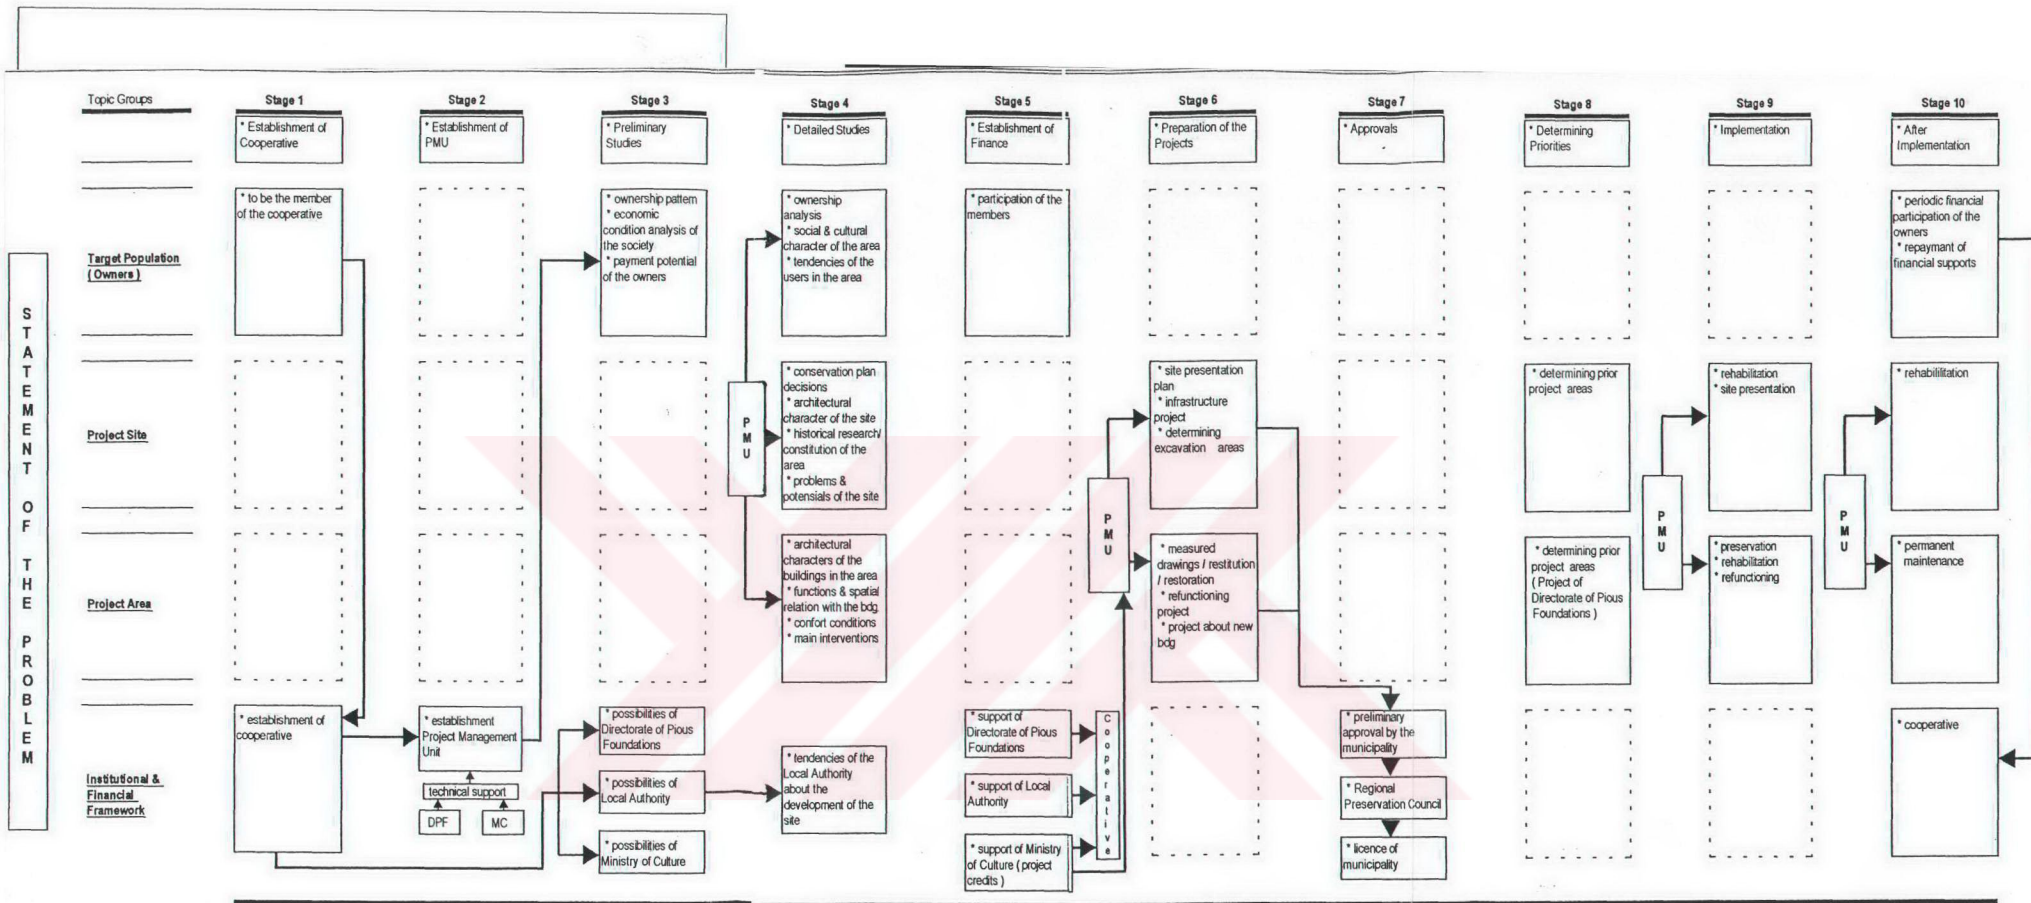 Topic Groups
Stage 1
Stage 2
Stage 3
Stage 4
Stage 5
Stage 6
Stage 7
Stage 8
Stage 9
Stage 10
* Establishment of
Cooperative
* Establishment of
PMU
* Preliminary
Studies
* Detailed Studies
* Establishment of
Finance
* Preparation of the
Projects
* Approvals
* Determining
Priorities
* Implementation
* After
Implementation
STATEMENT OF THE PROBLEM
Target Population
( Owners )
* to be the member
of the cooperative
* ownership pattern
* economic
condition analysis of
the society
* payment potential
of the owners
* ownership
analysis
* social & cultural
character of the area
* tendencies of the
users in the area
* participation of the
members
* periodic financial
participation of the
owners
* repaymant of
financial supports
Project Site
PMU
* conservation plan
decisions
* architectural
character of the site
* historical research/
constitution of the
area
* problems &
potensials of the site
* site presentation
plan
* infrastructure
project
* determining
excavation areas
* determining prior
project areas
* rehabilitation
* site presentation
* rehabililitation
Project Area
* architectural
characters of the
buildings in the area
* functions & spatial
relation with the bdg.
* confort conditions
* main interventions
PMU
* measured
drawings / restitution
/ restoration
* refunctioning
project
* project about new
bdg
* determining prior
project areas
( Project of
Directorate of Pious
Foundations )
PMU
* preservation
* rehabilitation
* refunctioning
PMU
* permanent
maintenance
Institutional &
Financial
Framework
* establishment of
cooperative
* establishment
Project Management
Unit
technical support
DPF
MC
* possibilities of
Directorate of Pious
Foundations
* possibilities of
Local Authority
* possibilities of
Ministry of Culture
* tendencies of the
Local Authority
about the
development of the
site
* support of
Directorate of Pious
Foundations
* support of Local
Authority
* support of Ministry
of Culture ( project
credits )
Cooperative
* preliminary
approval by the
municipality
* Regional
Preservation Council
* licence of
municipality
* cooperative